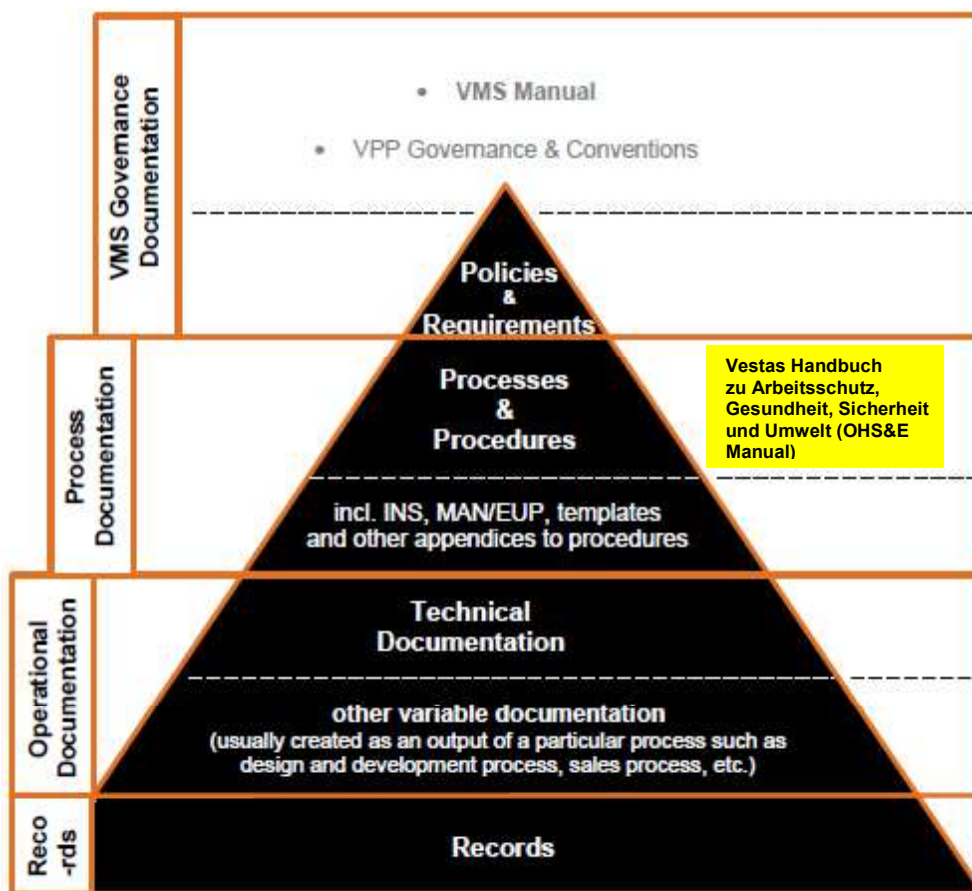 VMS Governance
Documentation
• VMS Manual
• VPP Governance & Conventions
Policies
&
Requirements
Process
Documentation
Processes
&
Procedures
incl. INS, MAN/EUP, templates
and other appendices to procedures
Vestas Handbuch
zu Arbeitsschutz,
Gesundheit, Sicherheit
und Umwelt (OHS&E
Manual)
Operational
Documentation
Technical
Documentation
other variable documentation
(usually created as an output of a particular process such as
design and development process, sales process, etc.)
Reco
-rds
Records